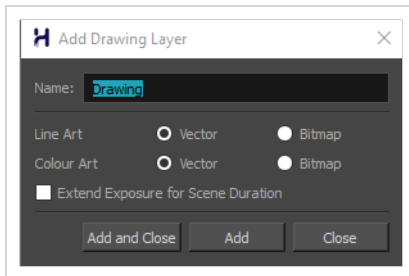 Add Drawing Layer
Name: Drawing
Line Art Vector Bitmap
Colour Art Vector Bitmap
Extend Exposure for Scene Duration
Add and Close Add Close